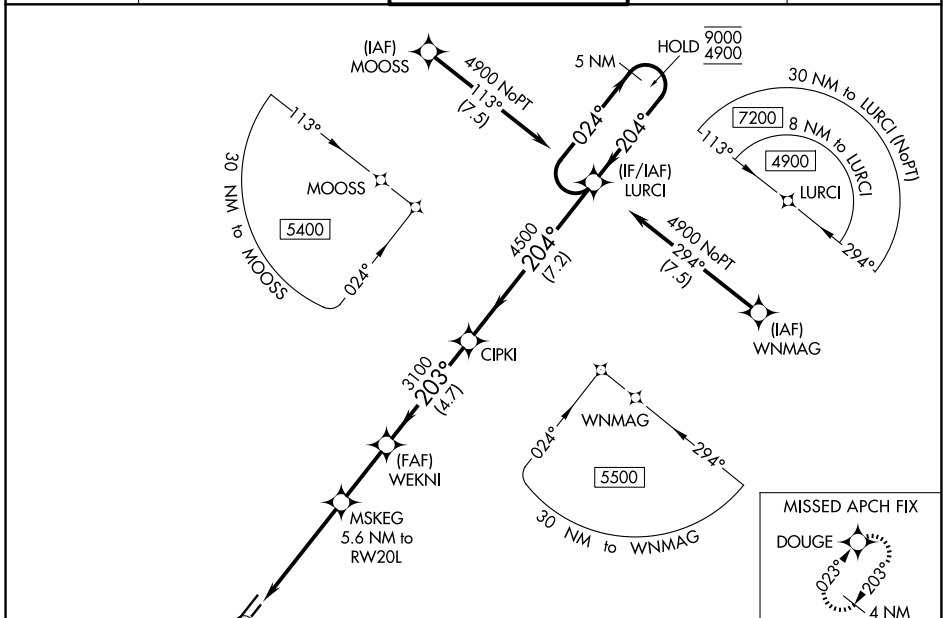 (IAF)
MOOSS
4900 NoPT
113°
(7.5)
5 NM
HOLD
9000
4900
024°
204°
(IF/IAF)
LURCI
30 NM to LURCI (NoPT)
7200
8 NM to LURCI
4900
113°
LURCI
294°
113°
MOOSS
30 NM to MOOSS
5400
024°
4500
204°
(7.2)
4900 NoPT
294°
(7.5)
(IAF)
WNMAG
CIPKI
3100
203°
(4.7)
WNMAG
024°
294°
5500
30 NM to WNMAG
(FAF)
WEKNI
MSKEG
5.6 NM to
RW20L
MISSED APCH FIX
DOUGE
023°
203°
4 NM